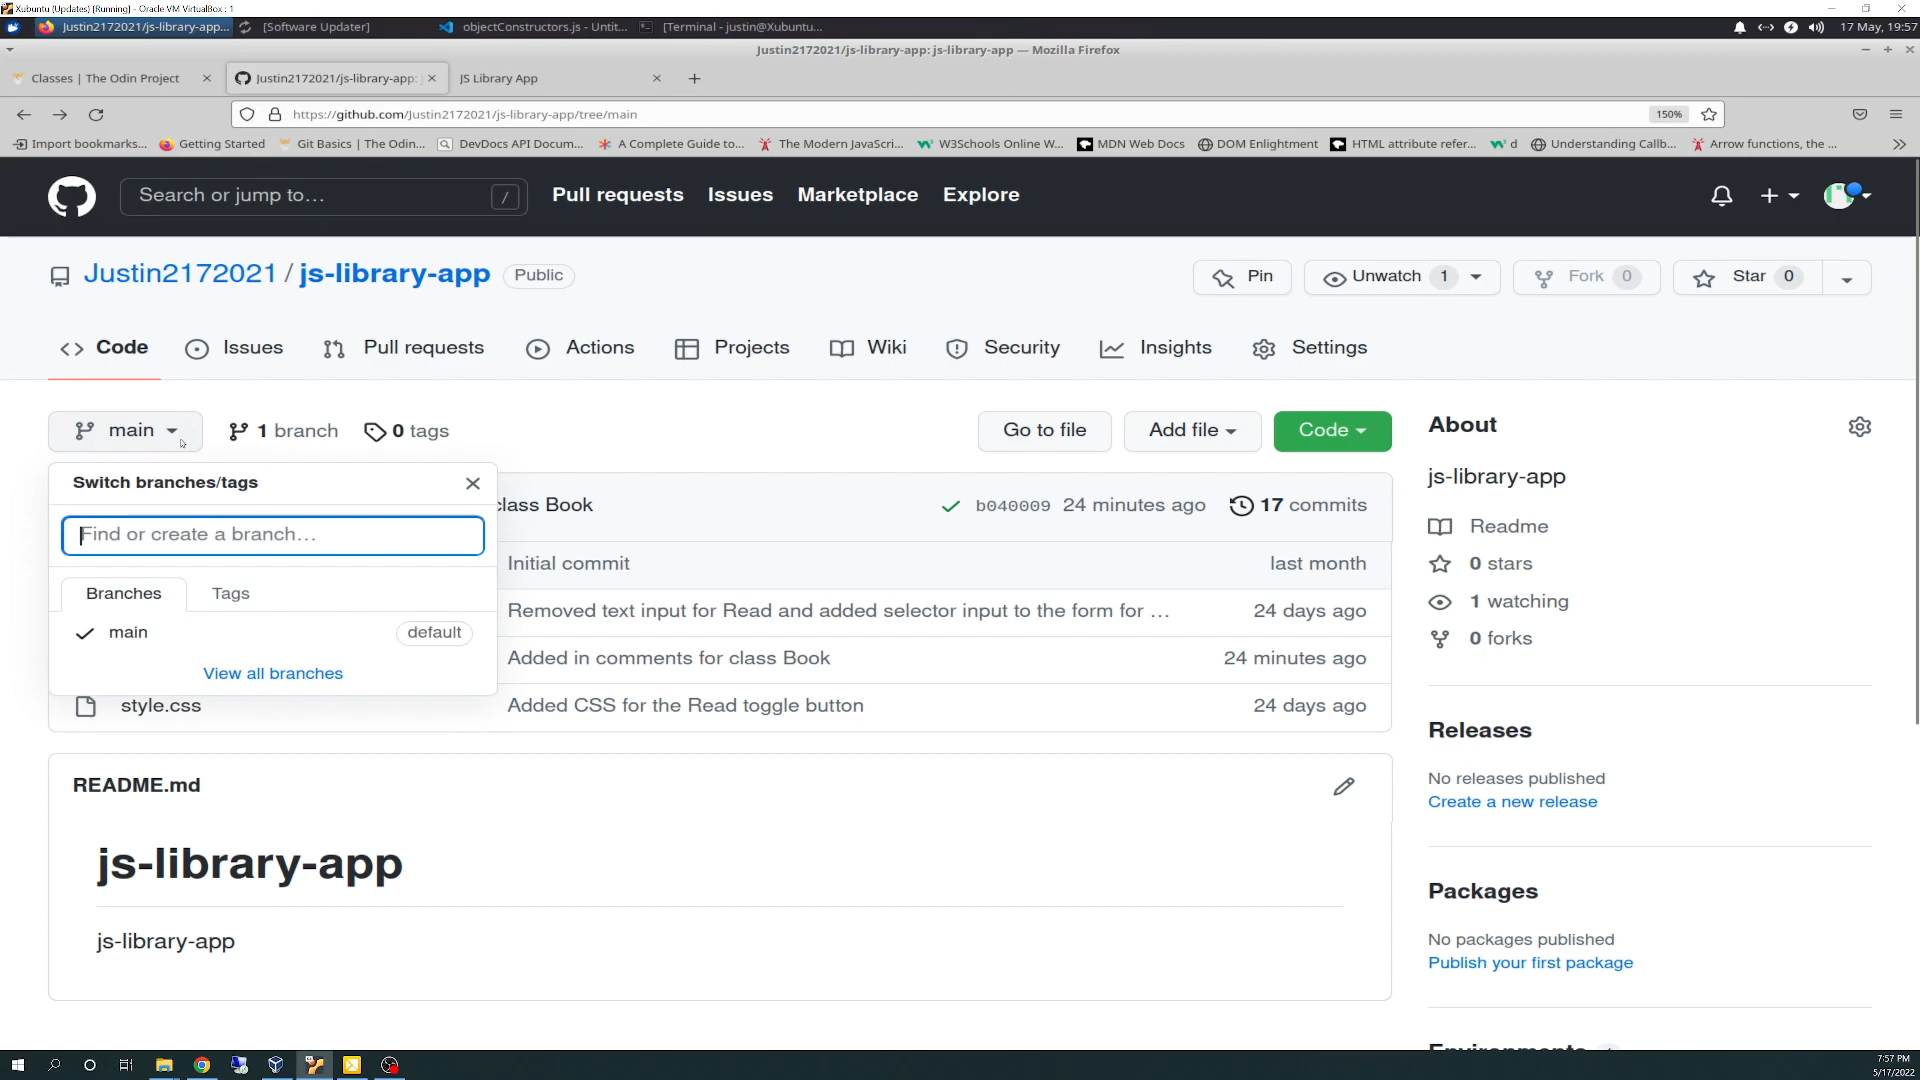 Xubuntu (Updates) [Running] - Oracle VM VirtualBox : 1
Justin2172021/js-library-app...
[Software Updater]
objectConstructors.js - Untit...
[Terminal - justin@Xubuntu...
17 May, 19:57
Justin2172021/js-library-app: js-library-app — Mozilla Firefox
Classes | The Odin Project
Justin2172021/js-library-app:
JS Library App
https://github.com/Justin2172021/js-library-app/tree/main
150%
Import bookmarks...
Getting Started
Git Basics | The Odin...
DevDocs API Docum...
A Complete Guide to...
The Modern JavaScri...
W3Schools Online W...
MDN Web Docs
DOM Enlightment
HTML attribute refer...
d
Understanding Callb...
Arrow functions, the ...
Search or jump to...
/
Pull requests
Issues
Marketplace
Explore
Justin2172021 / js-library-app
Public
Pin
Unwatch 1
Fork 0
Star 0
Code
Issues
Pull requests
Actions
Projects
Wiki
Security
Insights
Settings
main
1 branch
0 tags
Go to file
Add file
Code
Switch branches/tags
Find or create a branch...
Branches
Tags
main
default
View all branches
class Book
b040009 24 minutes ago
17 commits
Initial commit
last month
Removed text input for Read and added selector input to the form for ...
24 days ago
Added in comments for class Book
24 minutes ago
style.css
Added CSS for the Read toggle button
24 days ago
README.md
js-library-app
js-library-app
About
js-library-app
Readme
0 stars
1 watching
0 forks
Releases
No releases published
Create a new release
Packages
No packages published
Publish your first package
Environments
7:57 PM
5/17/2022